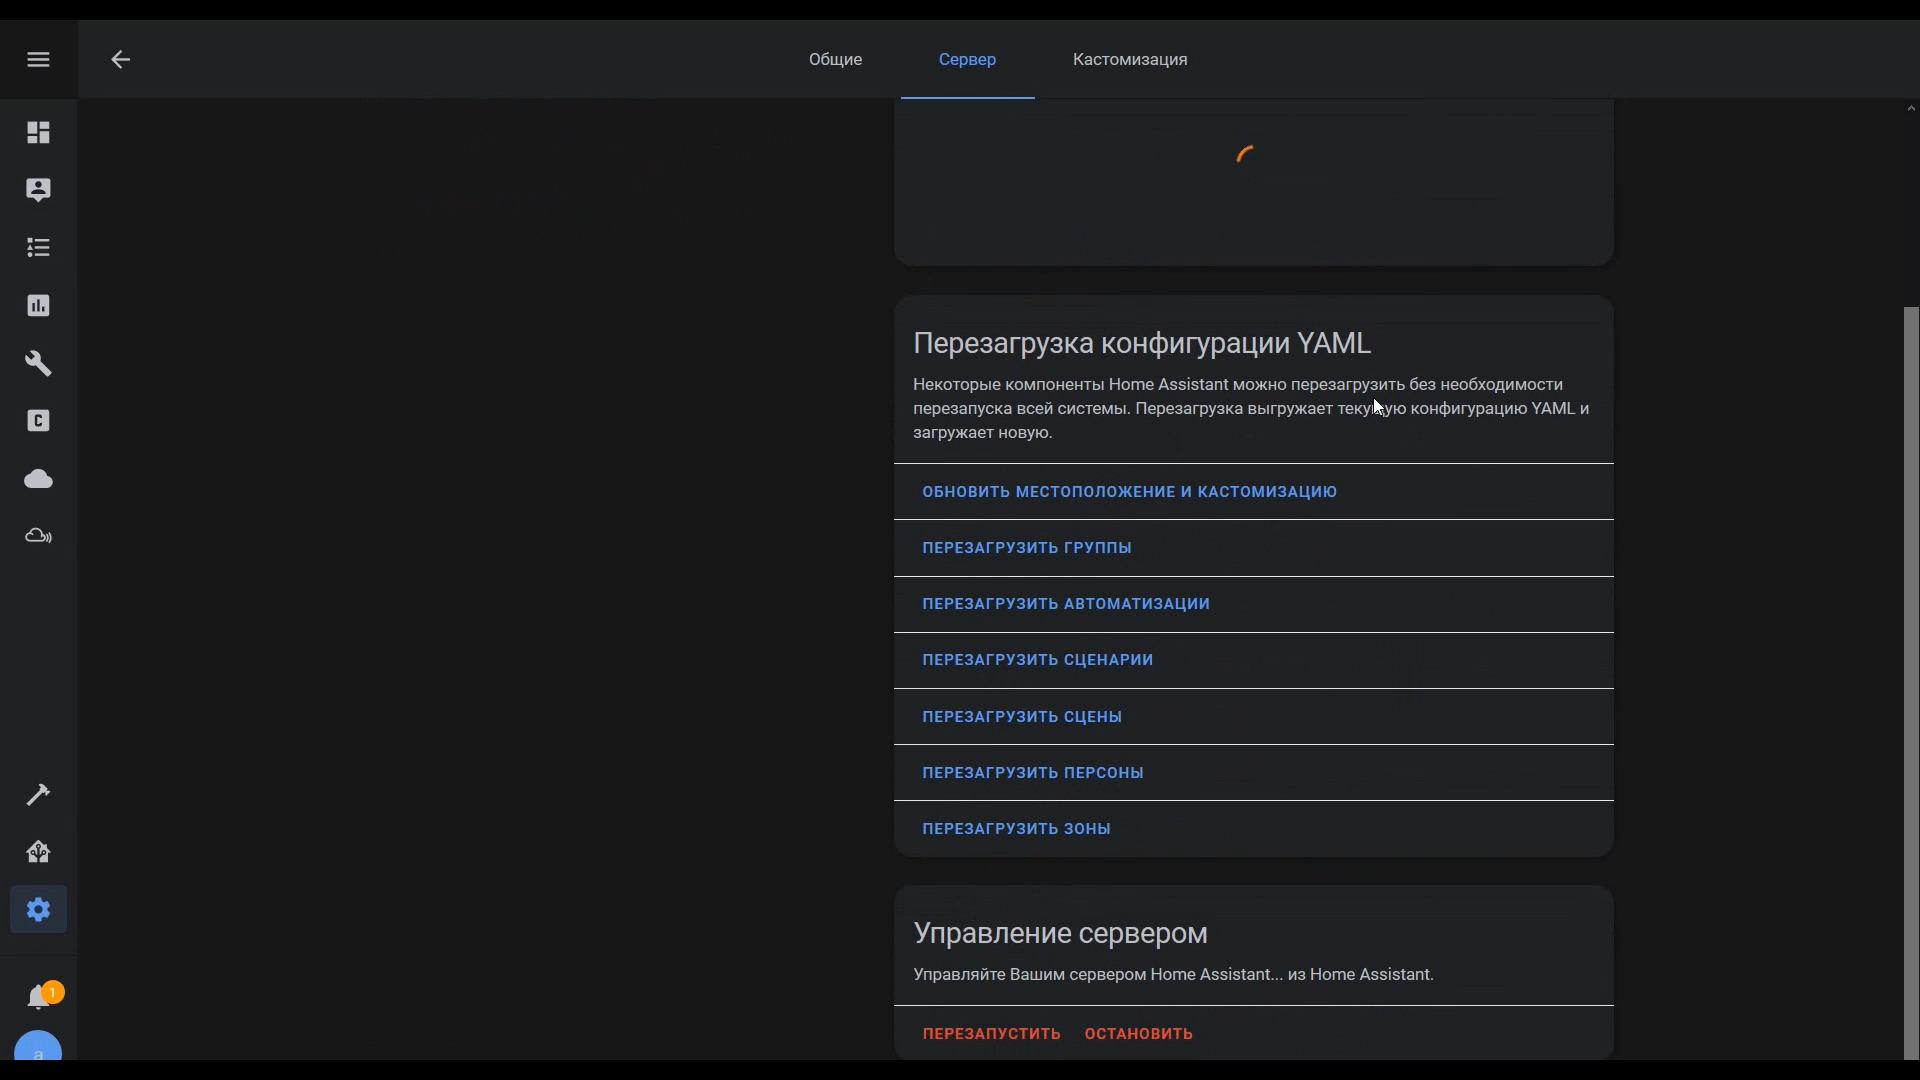 Общие
Сервер
Кастомизация
Перезагрузка конфигурации YAML
Некоторые компоненты Home Assistant можно перезагрузить без необходимости
перезапуска всей системы. Перезагрузка выгружает текущую конфигурацию YAML и
загружает новую.
ОБНОВИТЬ МЕСТОПОЛОЖЕНИЕ И КАСТОМИЗАЦИЮ
ПЕРЕЗАГРУЗИТЬ ГРУППЫ
ПЕРЕЗАГРУЗИТЬ АВТОМАТИЗАЦИИ
ПЕРЕЗАГРУЗИТЬ СЦЕНАРИИ
ПЕРЕЗАГРУЗИТЬ СЦЕНЫ
ПЕРЕЗАГРУЗИТЬ ПЕРСОНЫ
ПЕРЕЗАГРУЗИТЬ ЗОНЫ
Управление сервером
Управляйте Вашим сервером Home Assistant... из Home Assistant.
ПЕРЕЗАПУСТИТЬ ОСТАНОВИТЬ
C
1
a